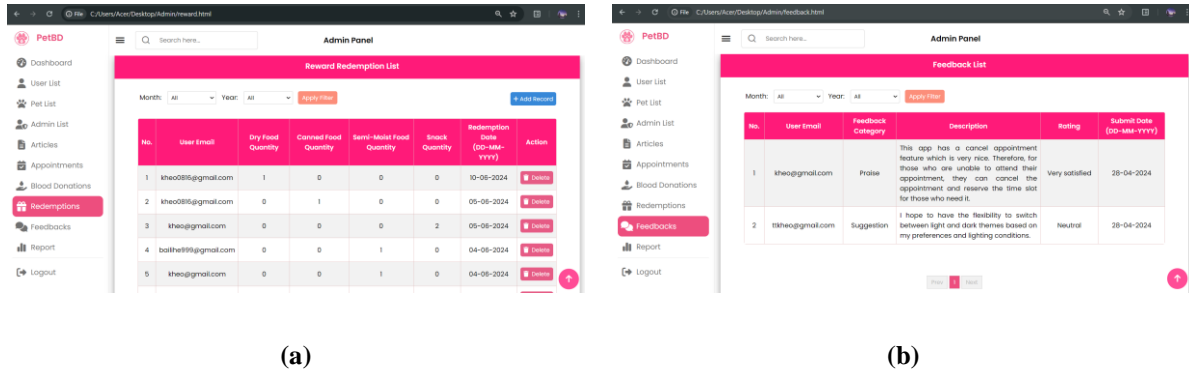 File C:/Users/Acer/Desktop/Admin/reward.html
PetBD
Search here...
Admin Panel
Dashboard
User List
Pet List
Admin List
Articles
Appointments
Blood Donations
Redemptions
Feedbacks
Report
Logout
Reward Redemption List
Month: All Year: All Apply Filter
+ Add Record
No. User Email Dry Food Quantity Canned Food Quantity Semi-Moist Food Quantity Snack Quantity Redemption Date (DD-MM-YYYY) Action
1 kheo0815@gmail.com 1 0 0 0 10-06-2024 Delete
2 kheo0815@gmail.com 0 1 0 0 05-06-2024 Delete
3 kheo@gmail.com 0 0 0 2 05-06-2024 Delete
4 bailihe999@gmail.com 0 0 1 0 04-06-2024 Delete
5 kheo@gmail.com 0 0 1 0 04-06-2024 Delete
(a)
File C:/Users/Acer/Desktop/Admin/feedback.html
PetBD
Search here...
Admin Panel
Dashboard
User List
Pet List
Admin List
Articles
Appointments
Blood Donations
Redemptions
Feedbacks
Report
Logout
Feedback List
Month: All Year: All Apply Filter
No. User Email Feedback Category Description Rating Submit Date (DD-MM-YYYY)
This app has a cancel appointment
feature which is very nice. Therefore, for
those who are unable to attend their
1 kheo@gmail.com Praise appointment, they can cancel the Very satisfied 28-04-2024
appointment and reserve the time slot
for those who need it.
I hope to have the flexibility to switch
2 ttkheo@gmail.com Suggestion between light and dark themes based on Neutral 28-04-2024
my preferences and lighting conditions.
Prev 1 Next
(b)